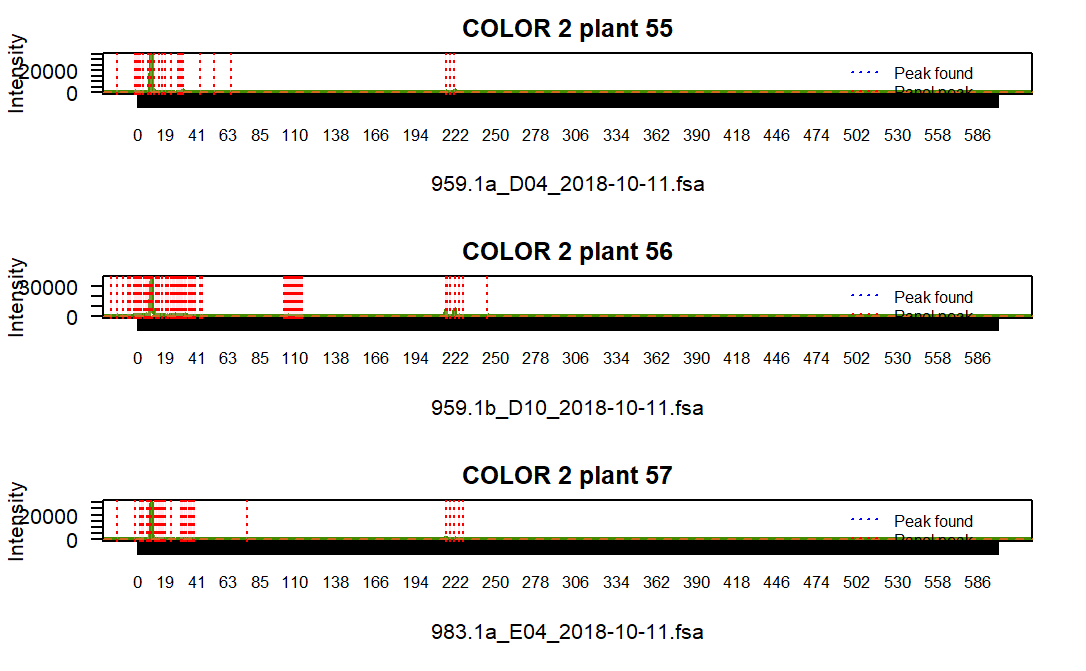 COLOR 2 plant 55
Intensity
20000
0
Peak found
Panel peak
0 19 41 63 85 110 138 166 194 222 250 278 306 334 362 390 418 446 474 502 530 558 586
959.1a_D04_2018-10-11.fsa
COLOR 2 plant 56
Intensity
30000
0
Peak found
Panel peak
0 19 41 63 85 110 138 166 194 222 250 278 306 334 362 390 418 446 474 502 530 558 586
959.1b_D10_2018-10-11.fsa
COLOR 2 plant 57
Intensity
20000
0
Peak found
Panel peak
0 19 41 63 85 110 138 166 194 222 250 278 306 334 362 390 418 446 474 502 530 558 586
983.1a_E04_2018-10-11.fsa